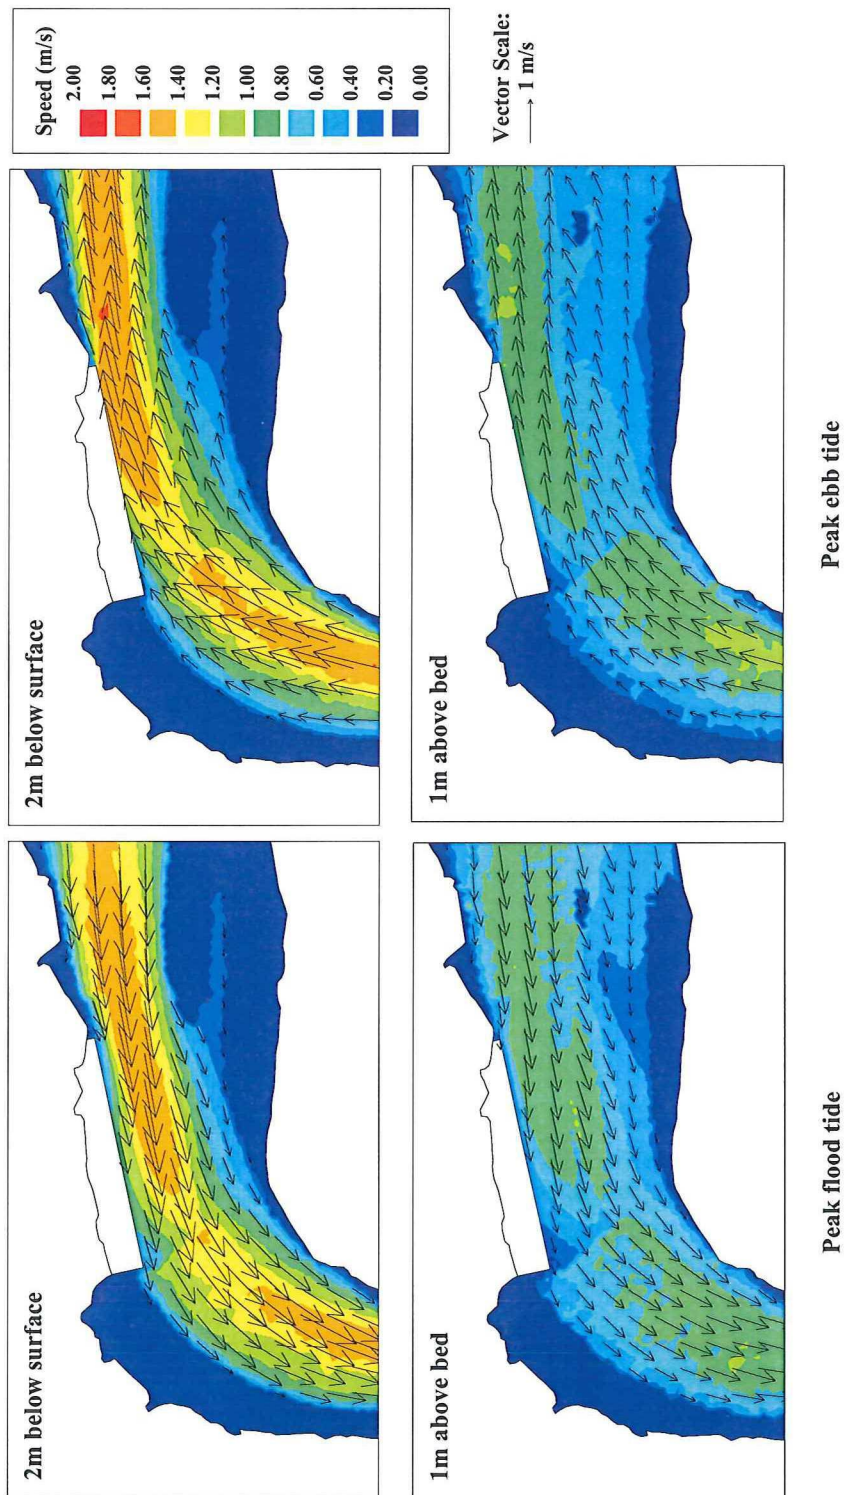 2m below surface
2m below surface
Speed (m/s)
2.00
1.80
1.60
1.40
1.20
1.00
0.80
0.60
0.40
0.20
0.00
1m above bed
1m above bed
Vector Scale:
1 m/s
Peak flood tide
Peak ebb tide